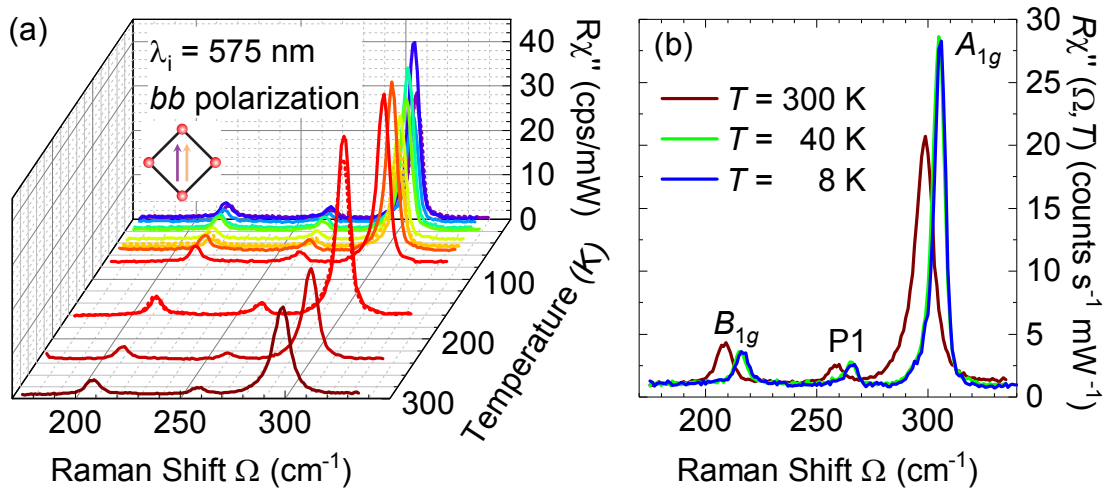 (a)
λi = 575 nm
bb polarization
40
30
20
10
0
Rχ'' (cps/mW)
100
200
300
Temperature (K)
200
250
300
Raman Shift Ω (cm-1)
(b)
A1g
T = 300 K
T = 40 K
T = 8 K
B1g
P1
30
25
20
15
10
5
0
Rχ'' (Ω, T) (counts s-1 mW-1)
200
250
300
Raman Shift Ω (cm-1)